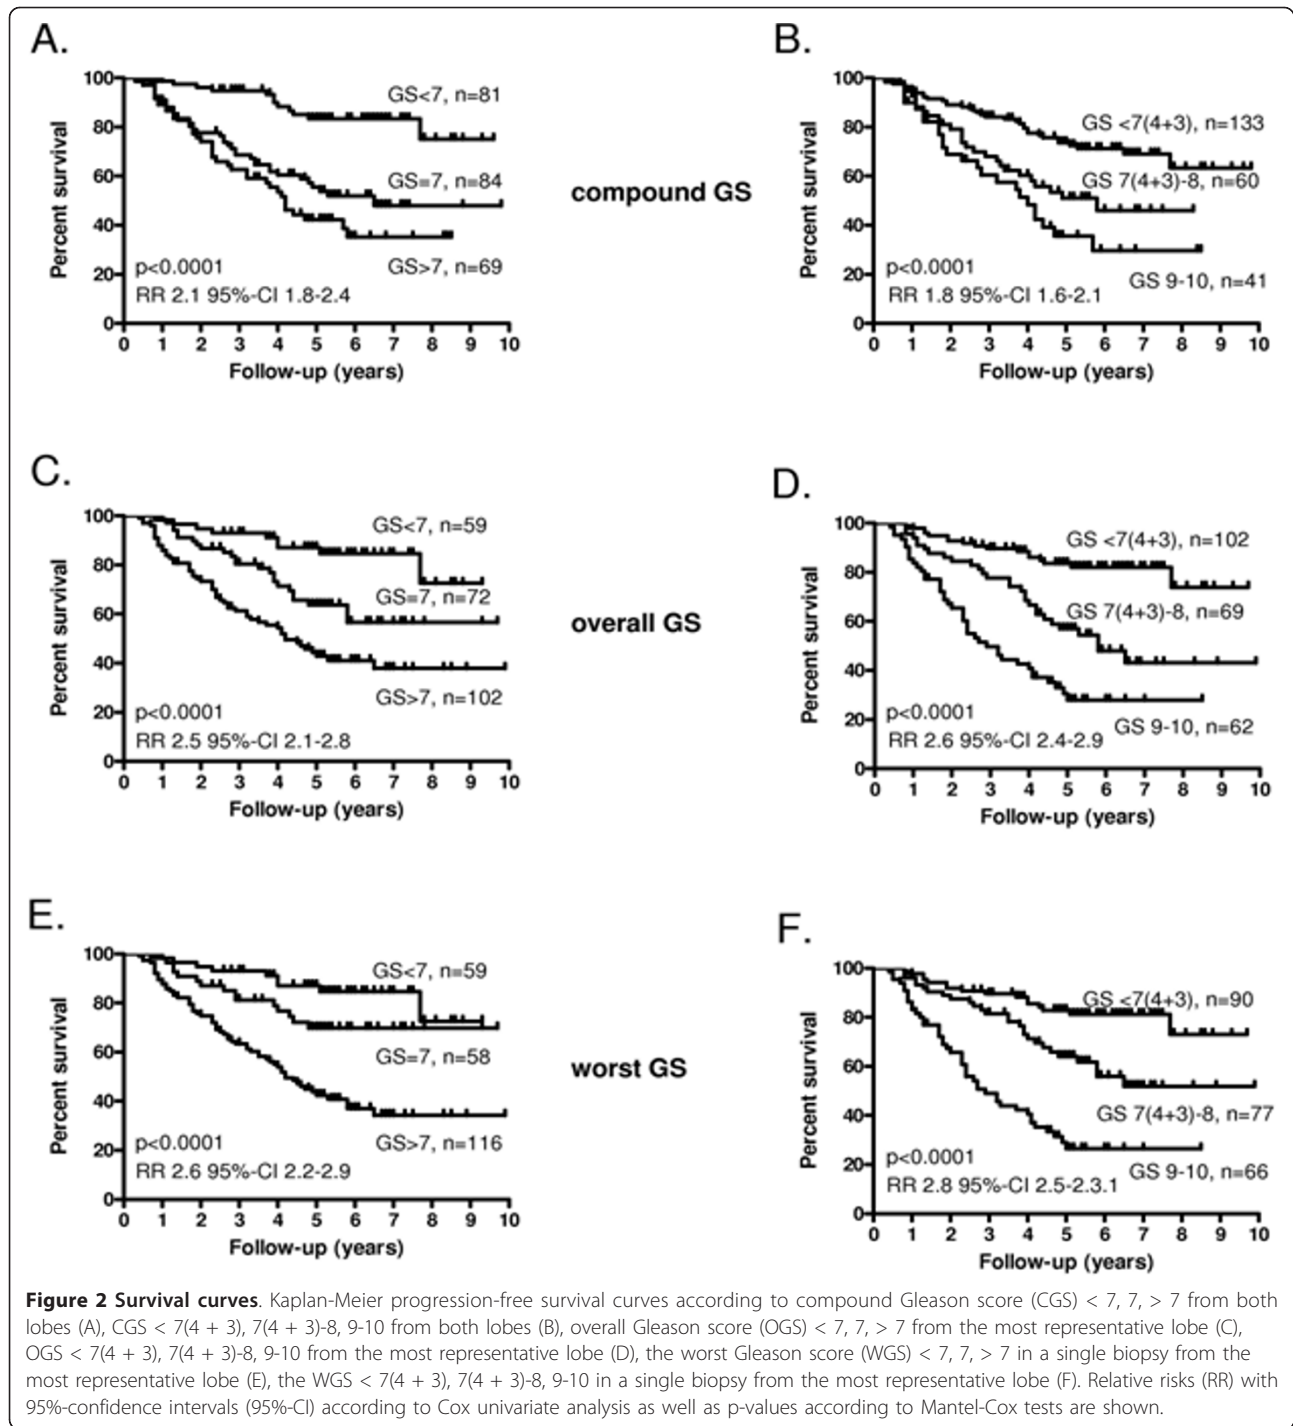 A.
100
80
60
40
20
0
Percent survival
GS<7, n=81
GS=7, n=84
GS>7, n=69
p<0.0001
RR 2.1 95%-CI 1.8-2.4
0 1 2 3 4 5 6 7 8 9 10
Follow-up (years)
compound GS
B.
100
80
60
40
20
0
Percent survival
GS <7(4+3), n=133
GS 7(4+3)-8, n=60
GS 9-10, n=41
p<0.0001
RR 1.8 95%-CI 1.6-2.1
0 1 2 3 4 5 6 7 8 9 10
Follow-up (years)
C.
100
80
60
40
20
0
Percent survival
GS<7, n=59
GS=7, n=72
GS>7, n=102
p<0.0001
RR 2.5 95%-CI 2.1-2.8
0 1 2 3 4 5 6 7 8 9 10
Follow-up (years)
overall GS
D.
100
80
60
40
20
0
Percent survival
GS <7(4+3), n=102
GS 7(4+3)-8, n=69
GS 9-10, n=62
p<0.0001
RR 2.6 95%-CI 2.4-2.9
0 1 2 3 4 5 6 7 8 9 10
Follow-up (years)
E.
100
80
60
40
20
0
Percent survival
GS<7, n=59
GS=7, n=58
GS>7, n=116
p<0.0001
RR 2.6 95%-CI 2.2-2.9
0 1 2 3 4 5 6 7 8 9 10
Follow-up (years)
worst GS
F.
100
80
60
40
20
0
Percent survival
GS <7(4+3), n=90
GS 7(4+3)-8, n=77
GS 9-10, n=66
p<0.0001
RR 2.8 95%-CI 2.5-2.3.1
0 1 2 3 4 5 6 7 8 9 10
Follow-up (years)
Figure 2 Survival curves. Kaplan-Meier progression-free survival curves according to compound Gleason score (CGS) < 7, 7, > 7 from both
lobes (A), CGS < 7(4 + 3), 7(4 + 3)-8, 9-10 from both lobes (B), overall Gleason score (OGS) < 7, 7, > 7 from the most representative lobe (C),
OGS < 7(4 + 3), 7(4 + 3)-8, 9-10 from the most representative lobe (D), the worst Gleason score (WGS) < 7, 7, > 7 in a single biopsy from the
most representative lobe (E), the WGS < 7(4 + 3), 7(4 + 3)-8, 9-10 in a single biopsy from the most representative lobe (F). Relative risks (RR) with
95%-confidence intervals (95%-CI) according to Cox univariate analysis as well as p-values according to Mantel-Cox tests are shown.